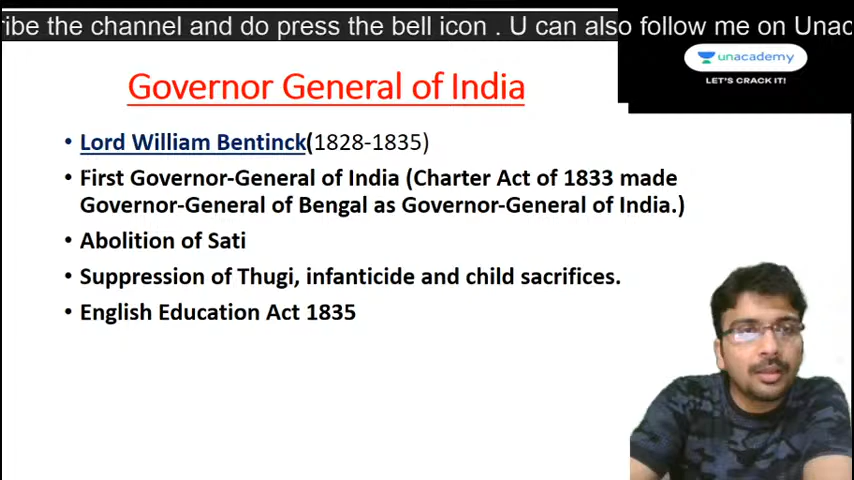 ribe the channel and do press the bell icon . U can also follow me on Unac
unacademy
LET'S CRACK IT!
Governor General of India
• Lord William Bentinck(1828-1835)
• First Governor-General of India (Charter Act of 1833 made
Governor-General of Bengal as Governor-General of India.)
• Abolition of Sati
• Suppression of Thugi, infanticide and child sacrifices.
• English Education Act 1835